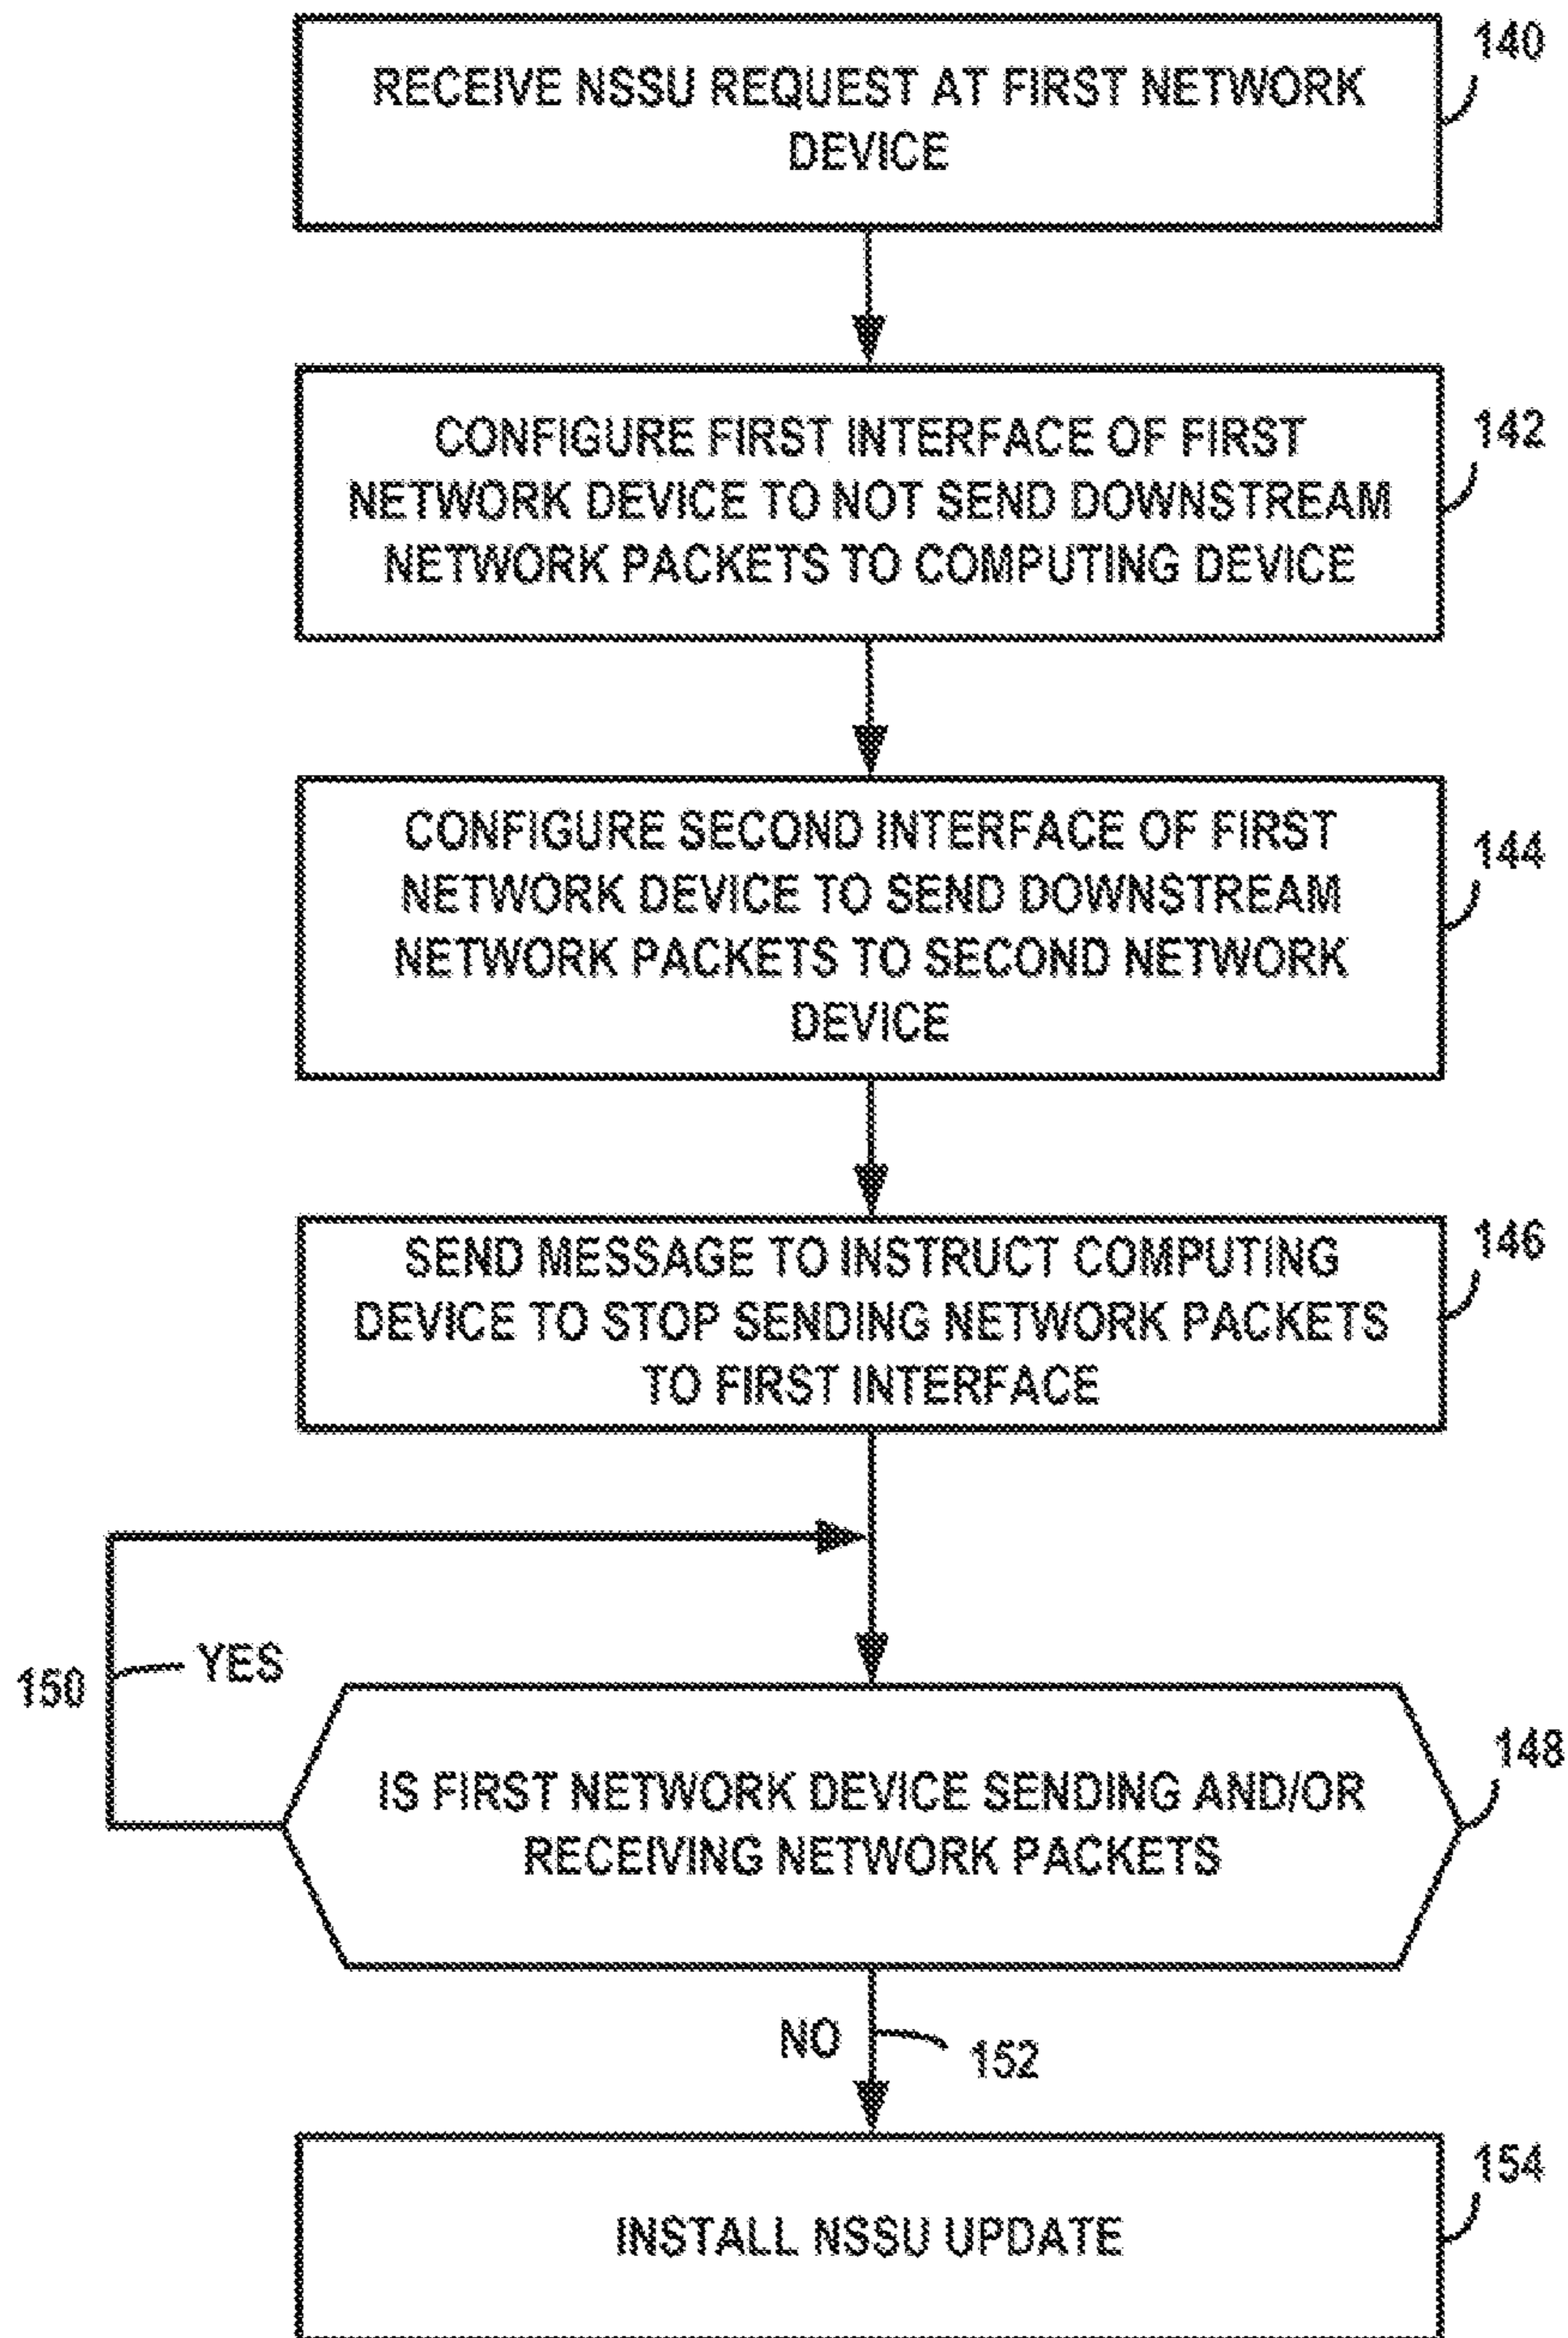 140
RECEIVE NSSU REQUEST AT FIRST NETWORK
DEVICE
142
CONFIGURE FIRST INTERFACE OF FIRST
NETWORK DEVICE TO NOT SEND DOWNSTREAM
NETWORK PACKETS TO COMPUTING DEVICE
144
CONFIGURE SECOND INTERFACE OF FIRST
NETWORK DEVICE TO SEND DOWNSTREAM
NETWORK PACKETS TO SECOND NETWORK
DEVICE
146
SEND MESSAGE TO INSTRUCT COMPUTING
DEVICE TO STOP SENDING NETWORK PACKETS
TO FIRST INTERFACE
150
YES
148
IS FIRST NETWORK DEVICE SENDING AND/OR
RECEIVING NETWORK PACKETS
NO
152
154
INSTALL NSSU UPDATE